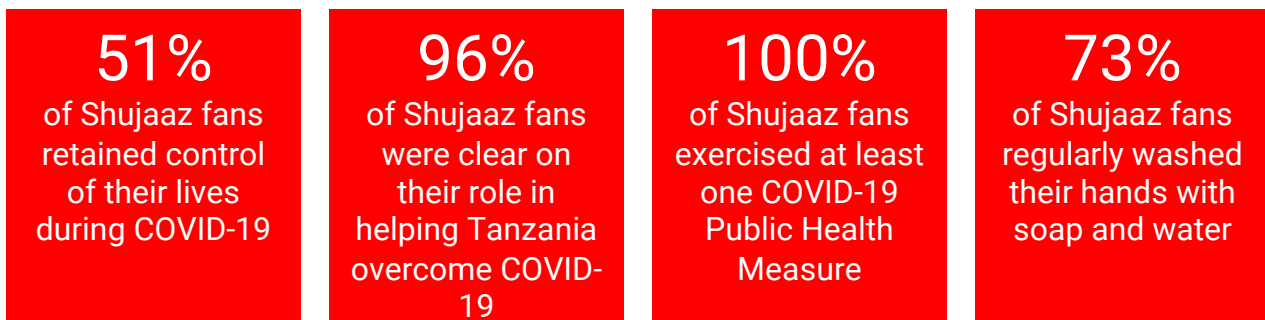 51%
of Shujaaz fans
retained control
of their lives
during COVID-19
96%
of Shujaaz fans
were clear on
their role in
helping Tanzania
overcome COVID-
19
100%
of Shujaaz fans
exercised at least
one COVID-19
Public Health
Measure
73%
of Shujaaz fans
regularly washed
their hands with
soap and water